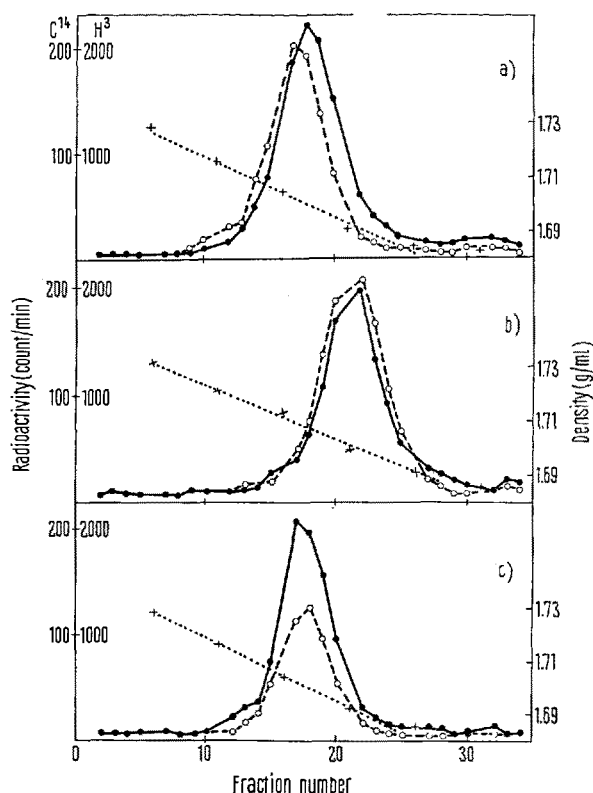 C14 H3
200 2000
100 1000
a)
1.73
1.71
1.69
200 2000
100 1000
b)
1.73
1.71
1.69
200 2000
100 1000
c)
1.73
1.71
1.69
Radioactivity (count/min)
Density (g/ml)
0 10 20 30
Fraction number